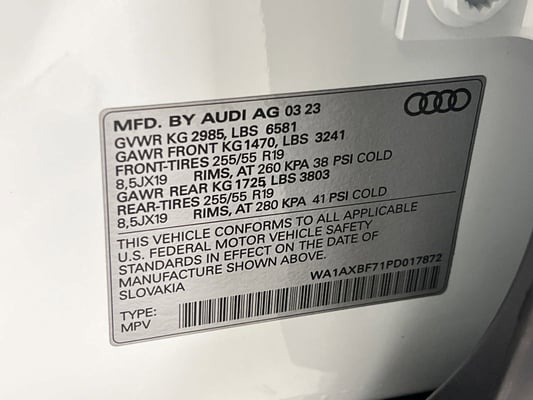 MFD. BY AUDI AG 03 23
GVWR KG 2985, LBS 6581
GAWR FRONT KG1470, LBS 3241
FRONT-TIRES 255/55 R19
8,5JX19 RIMS, AT 260 KPA 38 PSI COLD
GAWR REAR KG1725, LBS 3803
REAR-TIRES 255/55 R19
8,5JX19 RIMS, AT 280 KPA 41 PSI COLD
THIS VEHICLE CONFORMS TO ALL APPLICABLE
U.S. FEDERAL MOTOR VEHICLE SAFETY
STANDARDS IN EFFECT ON THE DATE OF
MANUFACTURE SHOWN ABOVE.
SLOVAKIA WA1AXBF71PD017872
TYPE:
MPV